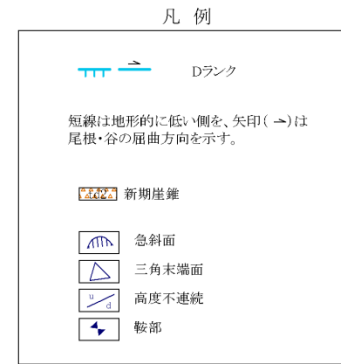 凡 例
Dランク
短線は地形的に低い側を、矢印(⇀)は
尾根・谷の屈曲方向を示す。
td2 新期崖錐
急斜面
三角末端面
u
d 高度不連続
鞍部